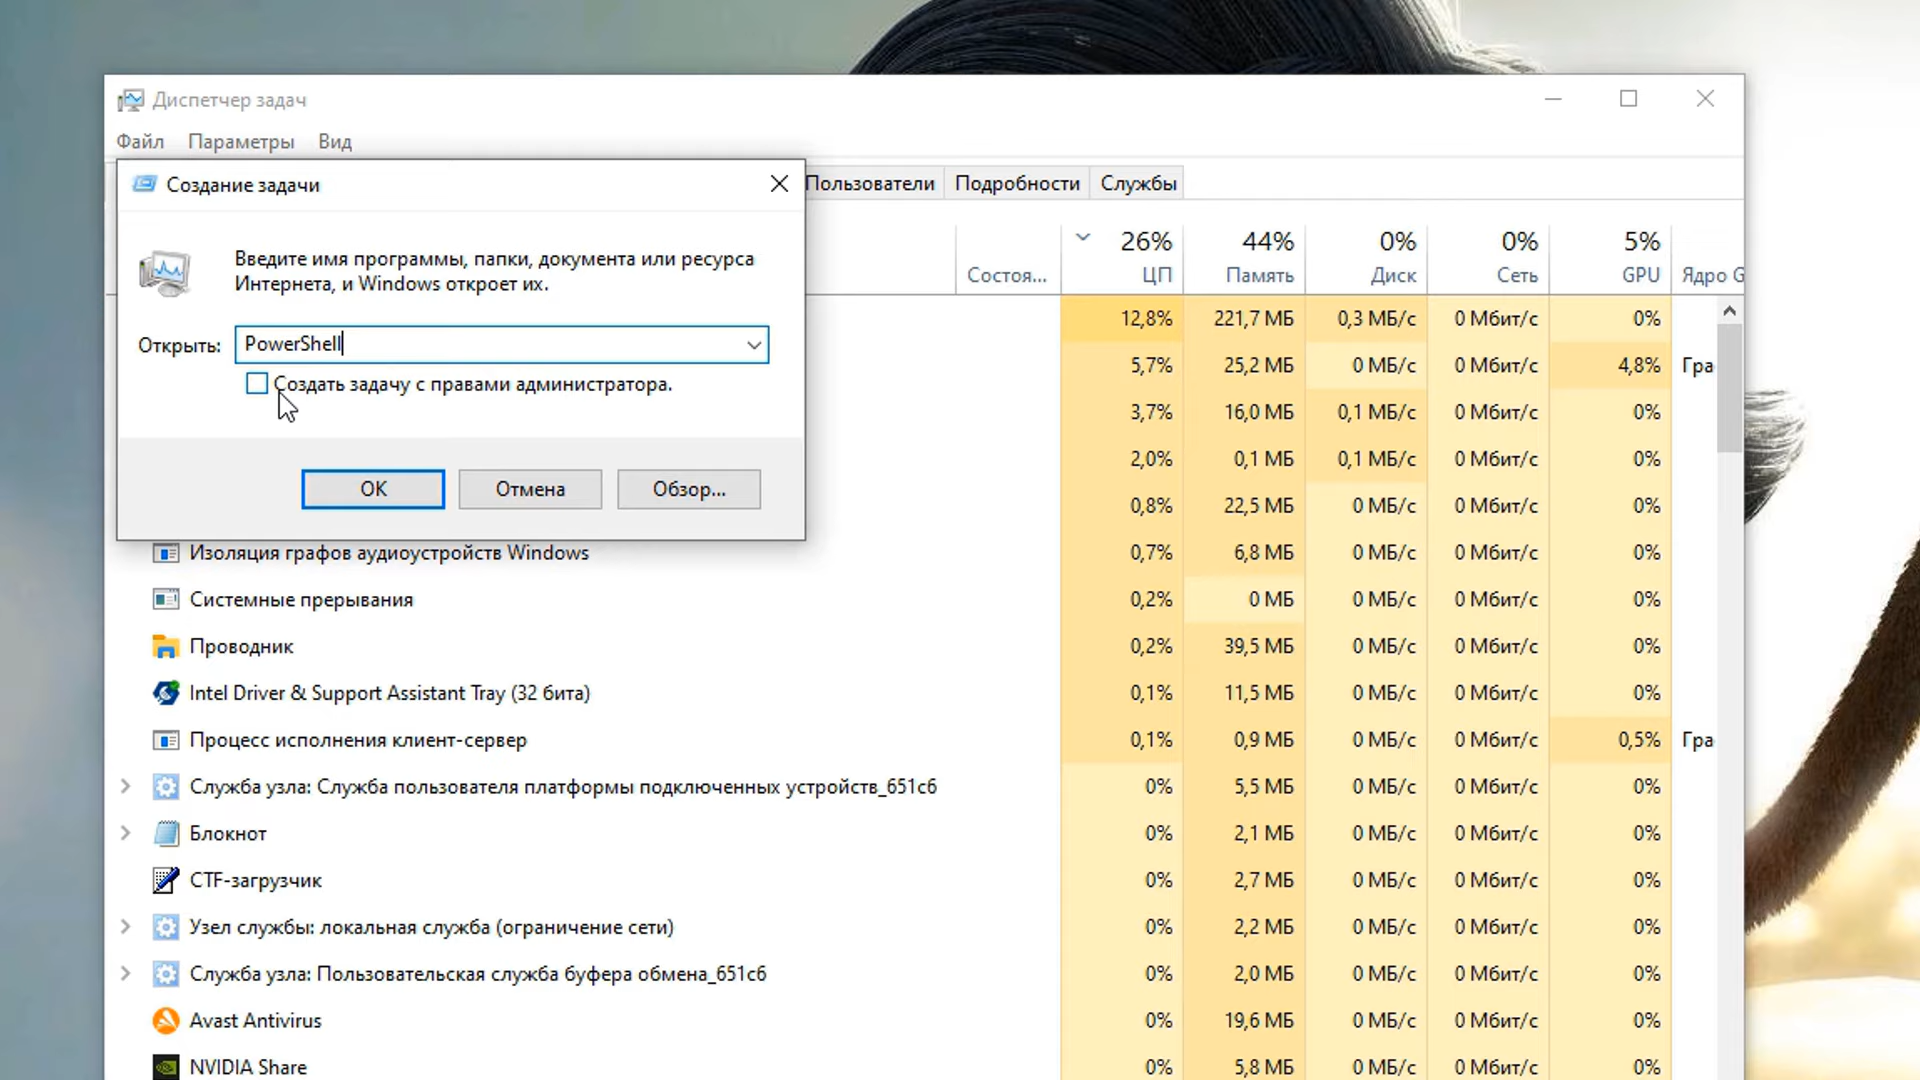 Диспетчер задач
Файл Параметры Вид
Создание задачи
Пользователи Подробности Службы
Введите имя программы, папки, документа или ресурса
Интернета, и Windows откроет их.
Открыть: PowerShell
Создать задачу с правами администратора.
ОК Отмена Обзор...
26% 44% 0% 0% 5%
Состоя... ЦП Память Диск Сеть GPU Ядро G
12,8% 221,7 МБ 0,3 МБ/с 0 Мбит/с 0%
5,7% 25,2 МБ 0 МБ/с 0 Мбит/с 4,8% Гра
3,7% 16,0 МБ 0,1 МБ/с 0 Мбит/с 0%
2,0% 0,1 МБ 0,1 МБ/с 0 Мбит/с 0%
0,8% 22,5 МБ 0 МБ/с 0 Мбит/с 0%
Изоляция графов аудиоустройств Windows 0,7% 6,8 МБ 0 МБ/с 0 Мбит/с 0%
Системные прерывания 0,2% 0 МБ 0 МБ/с 0 Мбит/с 0%
Проводник 0,2% 39,5 МБ 0 МБ/с 0 Мбит/с 0%
Intel Driver & Support Assistant Tray (32 бита) 0,1% 11,5 МБ 0 МБ/с 0 Мбит/с 0%
Процесс исполнения клиент-сервер 0,1% 0,9 МБ 0 МБ/с 0 Мбит/с 0,5% Гра
Служба узла: Служба пользователя платформы подключенных устройств_651c6 0% 5,5 МБ 0 МБ/с 0 Мбит/с 0%
Блокнот 0% 2,1 МБ 0 МБ/с 0 Мбит/с 0%
CTF-загрузчик 0% 2,7 МБ 0 МБ/с 0 Мбит/с 0%
Узел службы: локальная служба (ограничение сети) 0% 2,2 МБ 0 МБ/с 0 Мбит/с 0%
Служба узла: Пользовательская служба буфера обмена_651c6 0% 2,0 МБ 0 МБ/с 0 Мбит/с 0%
Avast Antivirus 0% 19,6 МБ 0 МБ/с 0 Мбит/с 0%
NVIDIA Share 0% 5,8 МБ 0 МБ/с 0 Мбит/с 0%